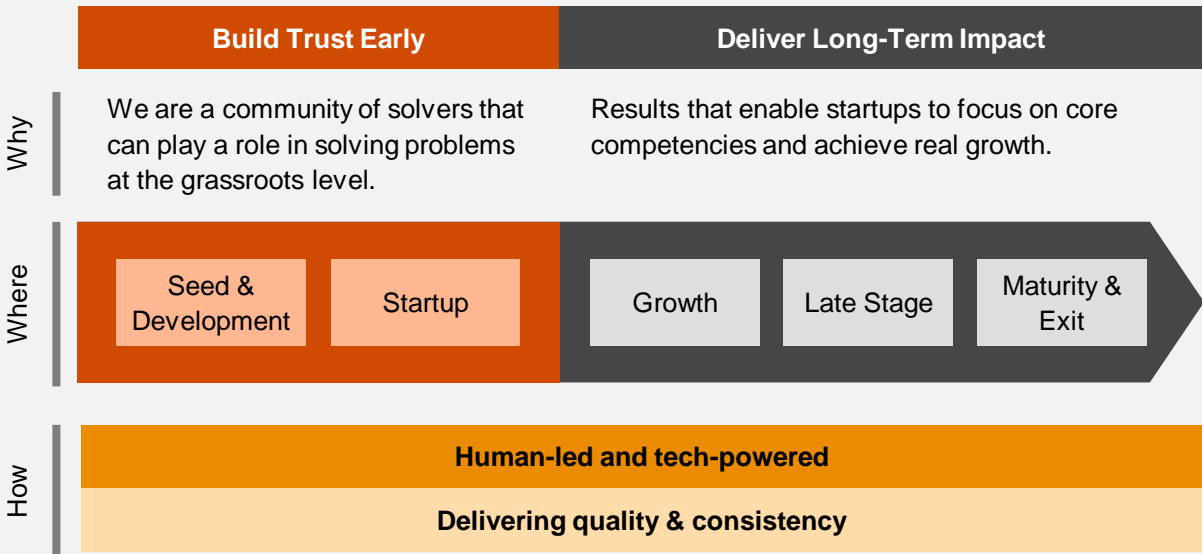 Build Trust Early
Deliver Long-Term Impact
Why
We are a community of solvers that
can play a role in solving problems
at the grassroots level.
Results that enable startups to focus on core
competencies and achieve real growth.
Where
Seed &
Development
Startup
Growth
Late Stage
Maturity &
Exit
How
Human-led and tech-powered
Delivering quality & consistency